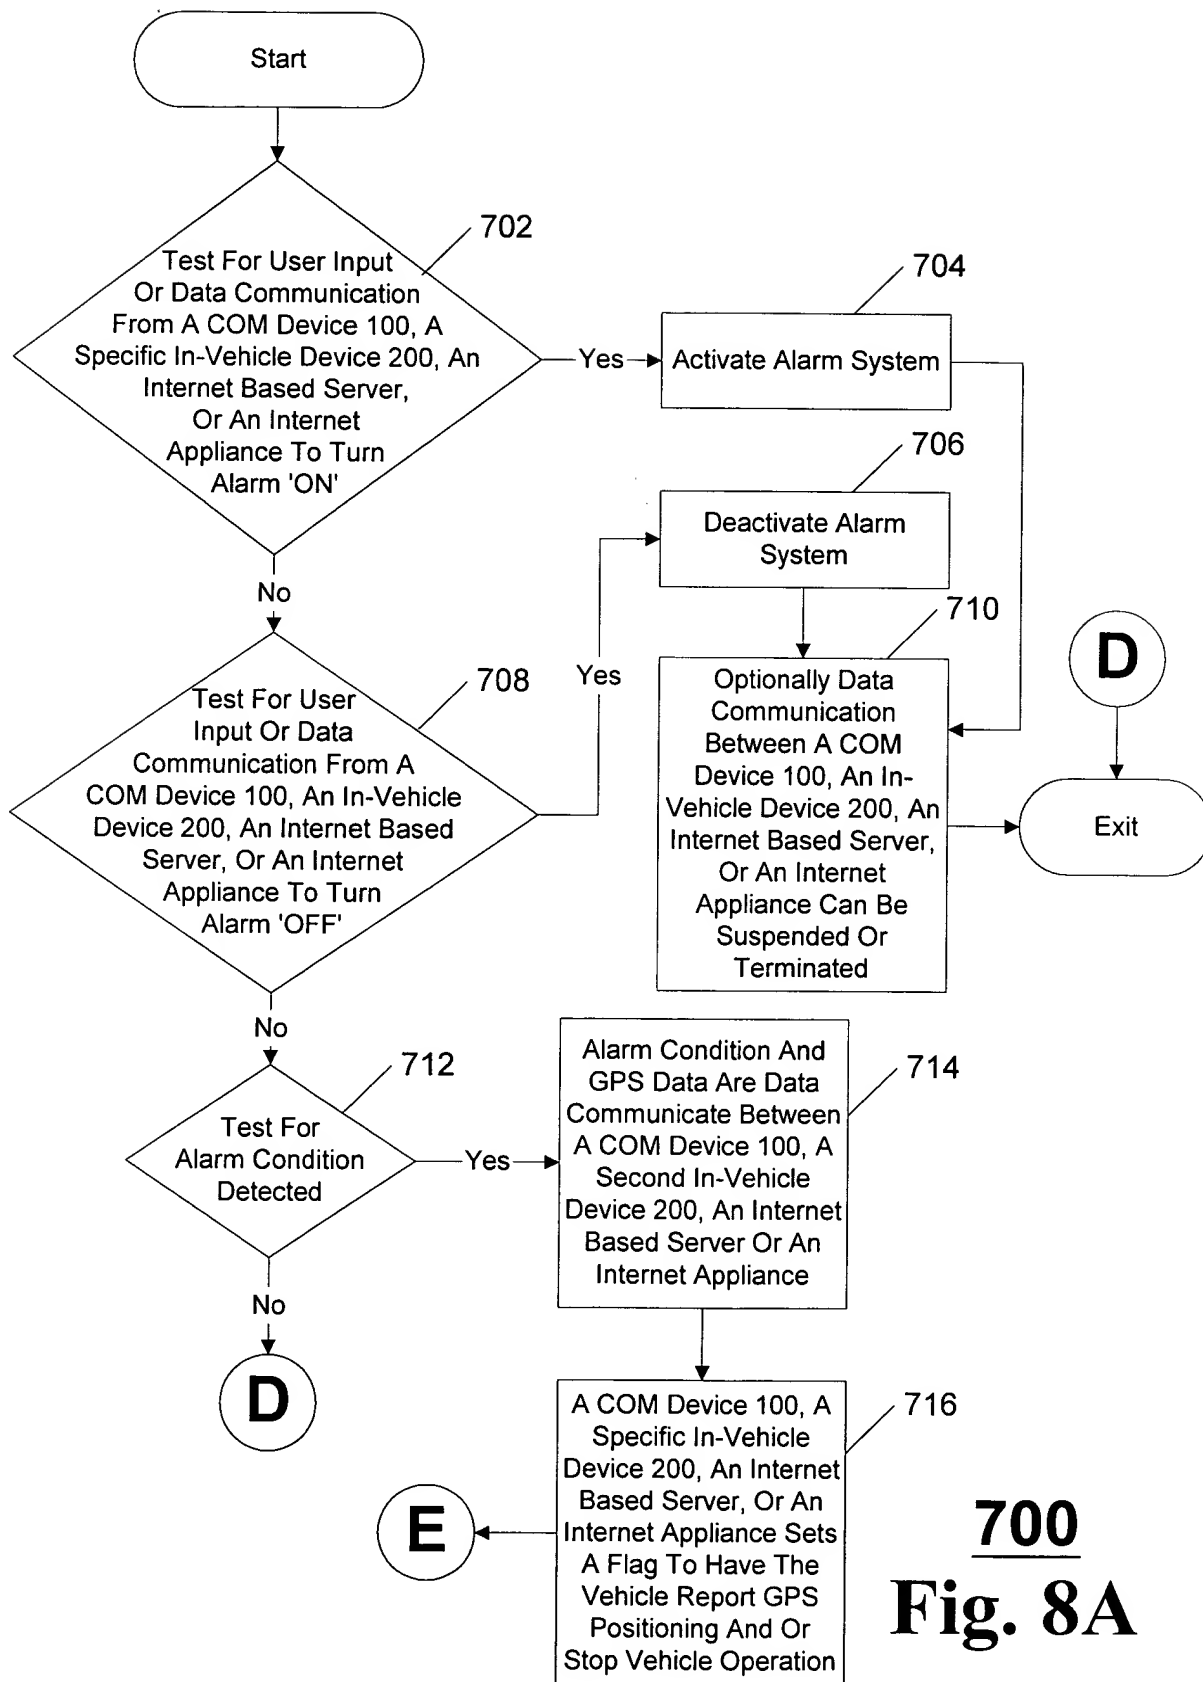 Start
702
Test For User Input
Or Data Communication
From A COM Device 100, A
Specific In-Vehicle Device 200, An
Internet Based Server,
Or An Internet
Appliance To Turn
Alarm 'ON'
Yes
704
Activate Alarm System
706
Deactivate Alarm
System
No
708
Test For User
Input Or Data
Communication From A
COM Device 100, An In-Vehicle
Device 200, An Internet Based
Server, Or An Internet
Appliance To Turn
Alarm 'OFF'
Yes
710
Optionally Data
Communication
Between A COM
Device 100, An In-
Vehicle Device 200, An
Internet Based Server,
Or An Internet
Appliance Can Be
Suspended Or
Terminated
D
Exit
No
712
Test For
Alarm Condition
Detected
Yes
714
Alarm Condition And
GPS Data Are Data
Communicate Between
A COM Device 100, A
Second In-Vehicle
Device 200, An Internet
Based Server Or An
Internet Appliance
No
D
716
A COM Device 100, A
Specific In-Vehicle
Device 200, An Internet
Based Server, Or An
Internet Appliance Sets
A Flag To Have The
Vehicle Report GPS
Positioning And Or
Stop Vehicle Operation
E
700
Fig. 8A